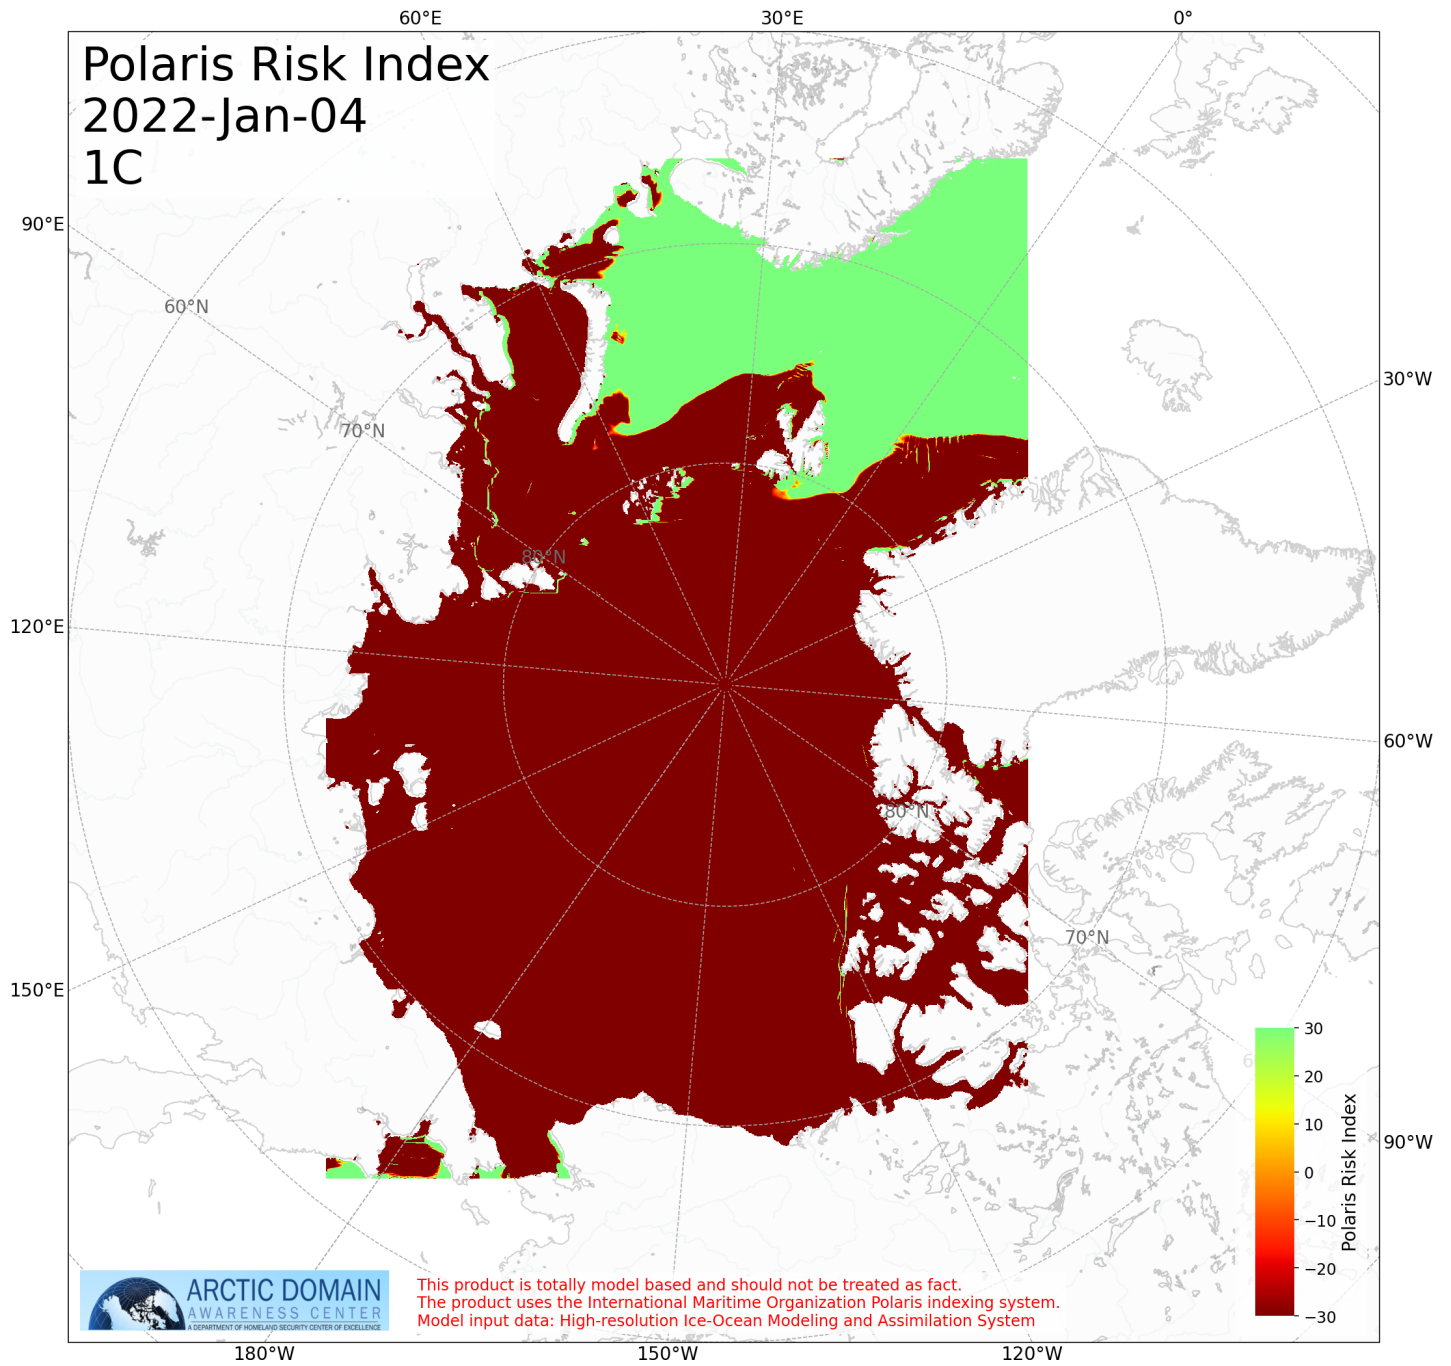 60°E 30°E 0°
Polaris Risk Index
2022-Jan-04
1C
90°E
60°N
30°W
70°N
80°N
120°E
60°W
80°N
70°N
150°E
30
20
10
0
−10
−20
−30
Polaris Risk Index
90°W
ARCTIC DOMAIN
AWARENESS CENTER
A DEPARTMENT OF HOMELAND SECURITY CENTER OF EXCELLENCE
This product is totally model based and should not be treated as fact.
The product uses the International Maritime Organization Polaris indexing system.
Model input data: High-resolution Ice-Ocean Modeling and Assimilation System
180°W 150°W 120°W